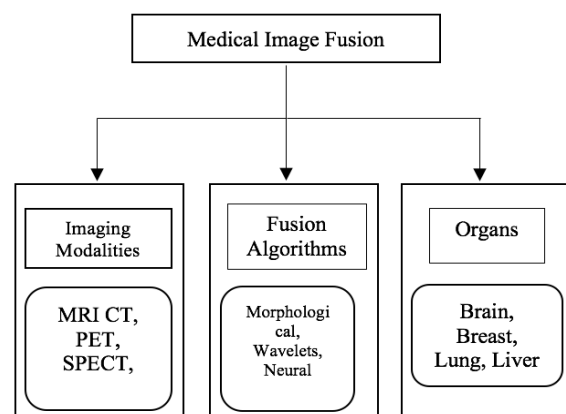 Medical Image Fusion
Imaging
Modalities
MRI CT,
PET,
SPECT,
Fusion
Algorithms
Morphologi
cal,
Wavelets,
Neural
Organs
Brain,
Breast,
Lung, Liver